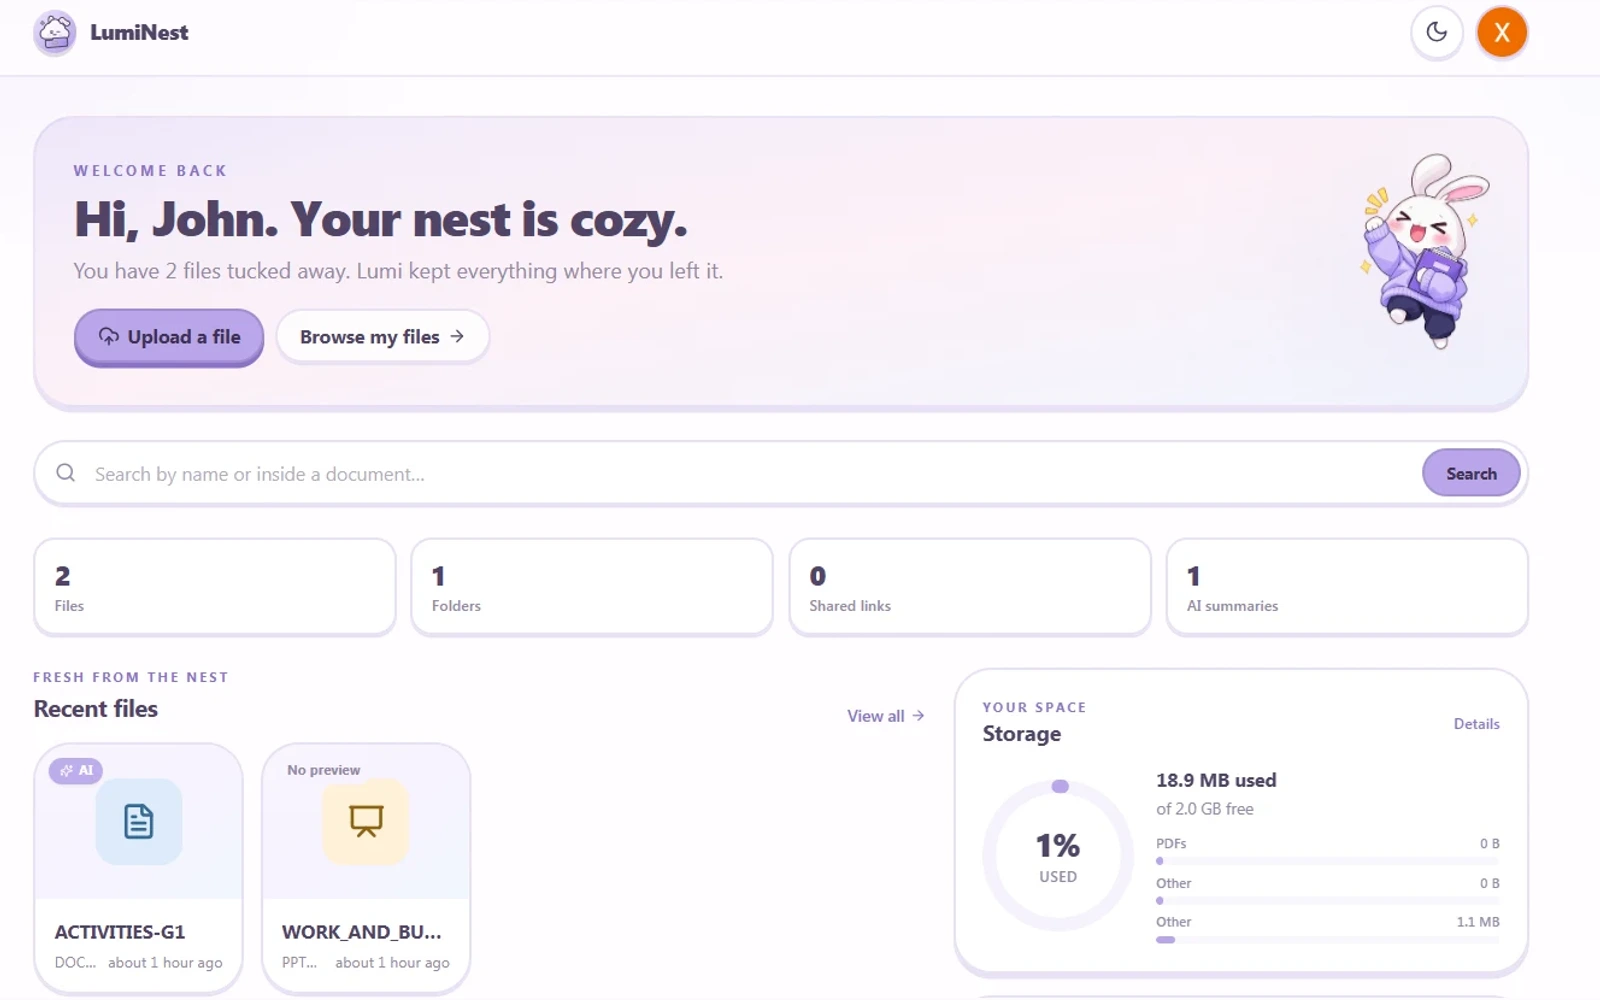 LumiNest
X
WELCOME BACK
Hi, John. Your nest is cozy.
You have 2 files tucked away. Lumi kept everything where you left it.
Upload a file
Browse my files →
Search by name or inside a document...
Search
2
Files
1
Folders
0
Shared links
1
AI summaries
FRESH FROM THE NEST
Recent files
View all →
AI
ACTIVITIES-G1
DOC... about 1 hour ago
No preview
WORK_AND_BU...
PPT... about 1 hour ago
YOUR SPACE
Storage
Details
1%
USED
18.9 MB used
of 2.0 GB free
PDFs 0 B
Other 0 B
Other 1.1 MB